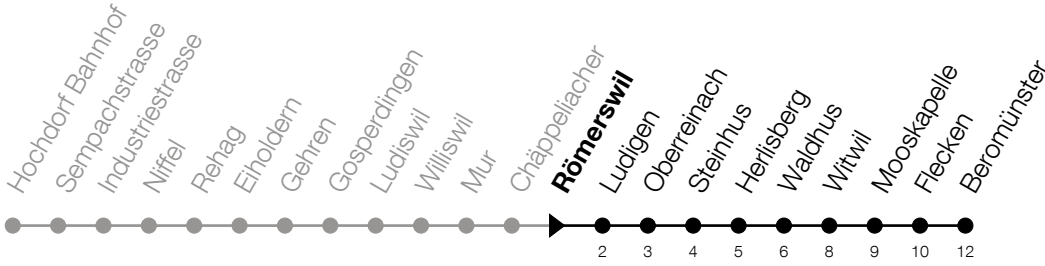 Hochdorf Bahnhof
Sempachstrasse
Industriestrasse
Niffel
Rehag
Eiholdern
Gehren
Gosperdingen
Ludiswil
Williswil
Mur
Chäppeliacher
Römerswil
Ludigen
Oberreinach
Steinhus
Herlisberg
Waldhus
Witwil
Mooskapelle
Flecken
Beromünster
2 3 4 5 6 8 9 10 12